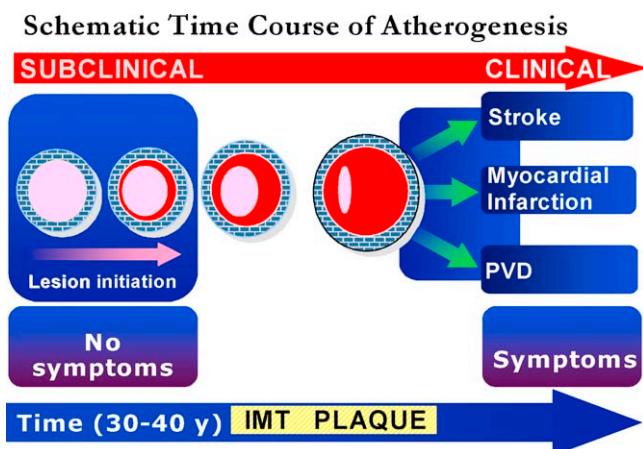 Schematic Time Course of Atherogenesis
SUBCLINICAL CLINICAL
Stroke
Myocardial
Infarction
PVD
Lesion initiation
No
symptoms
Symptoms
Time (30-40 y) IMT PLAQUE